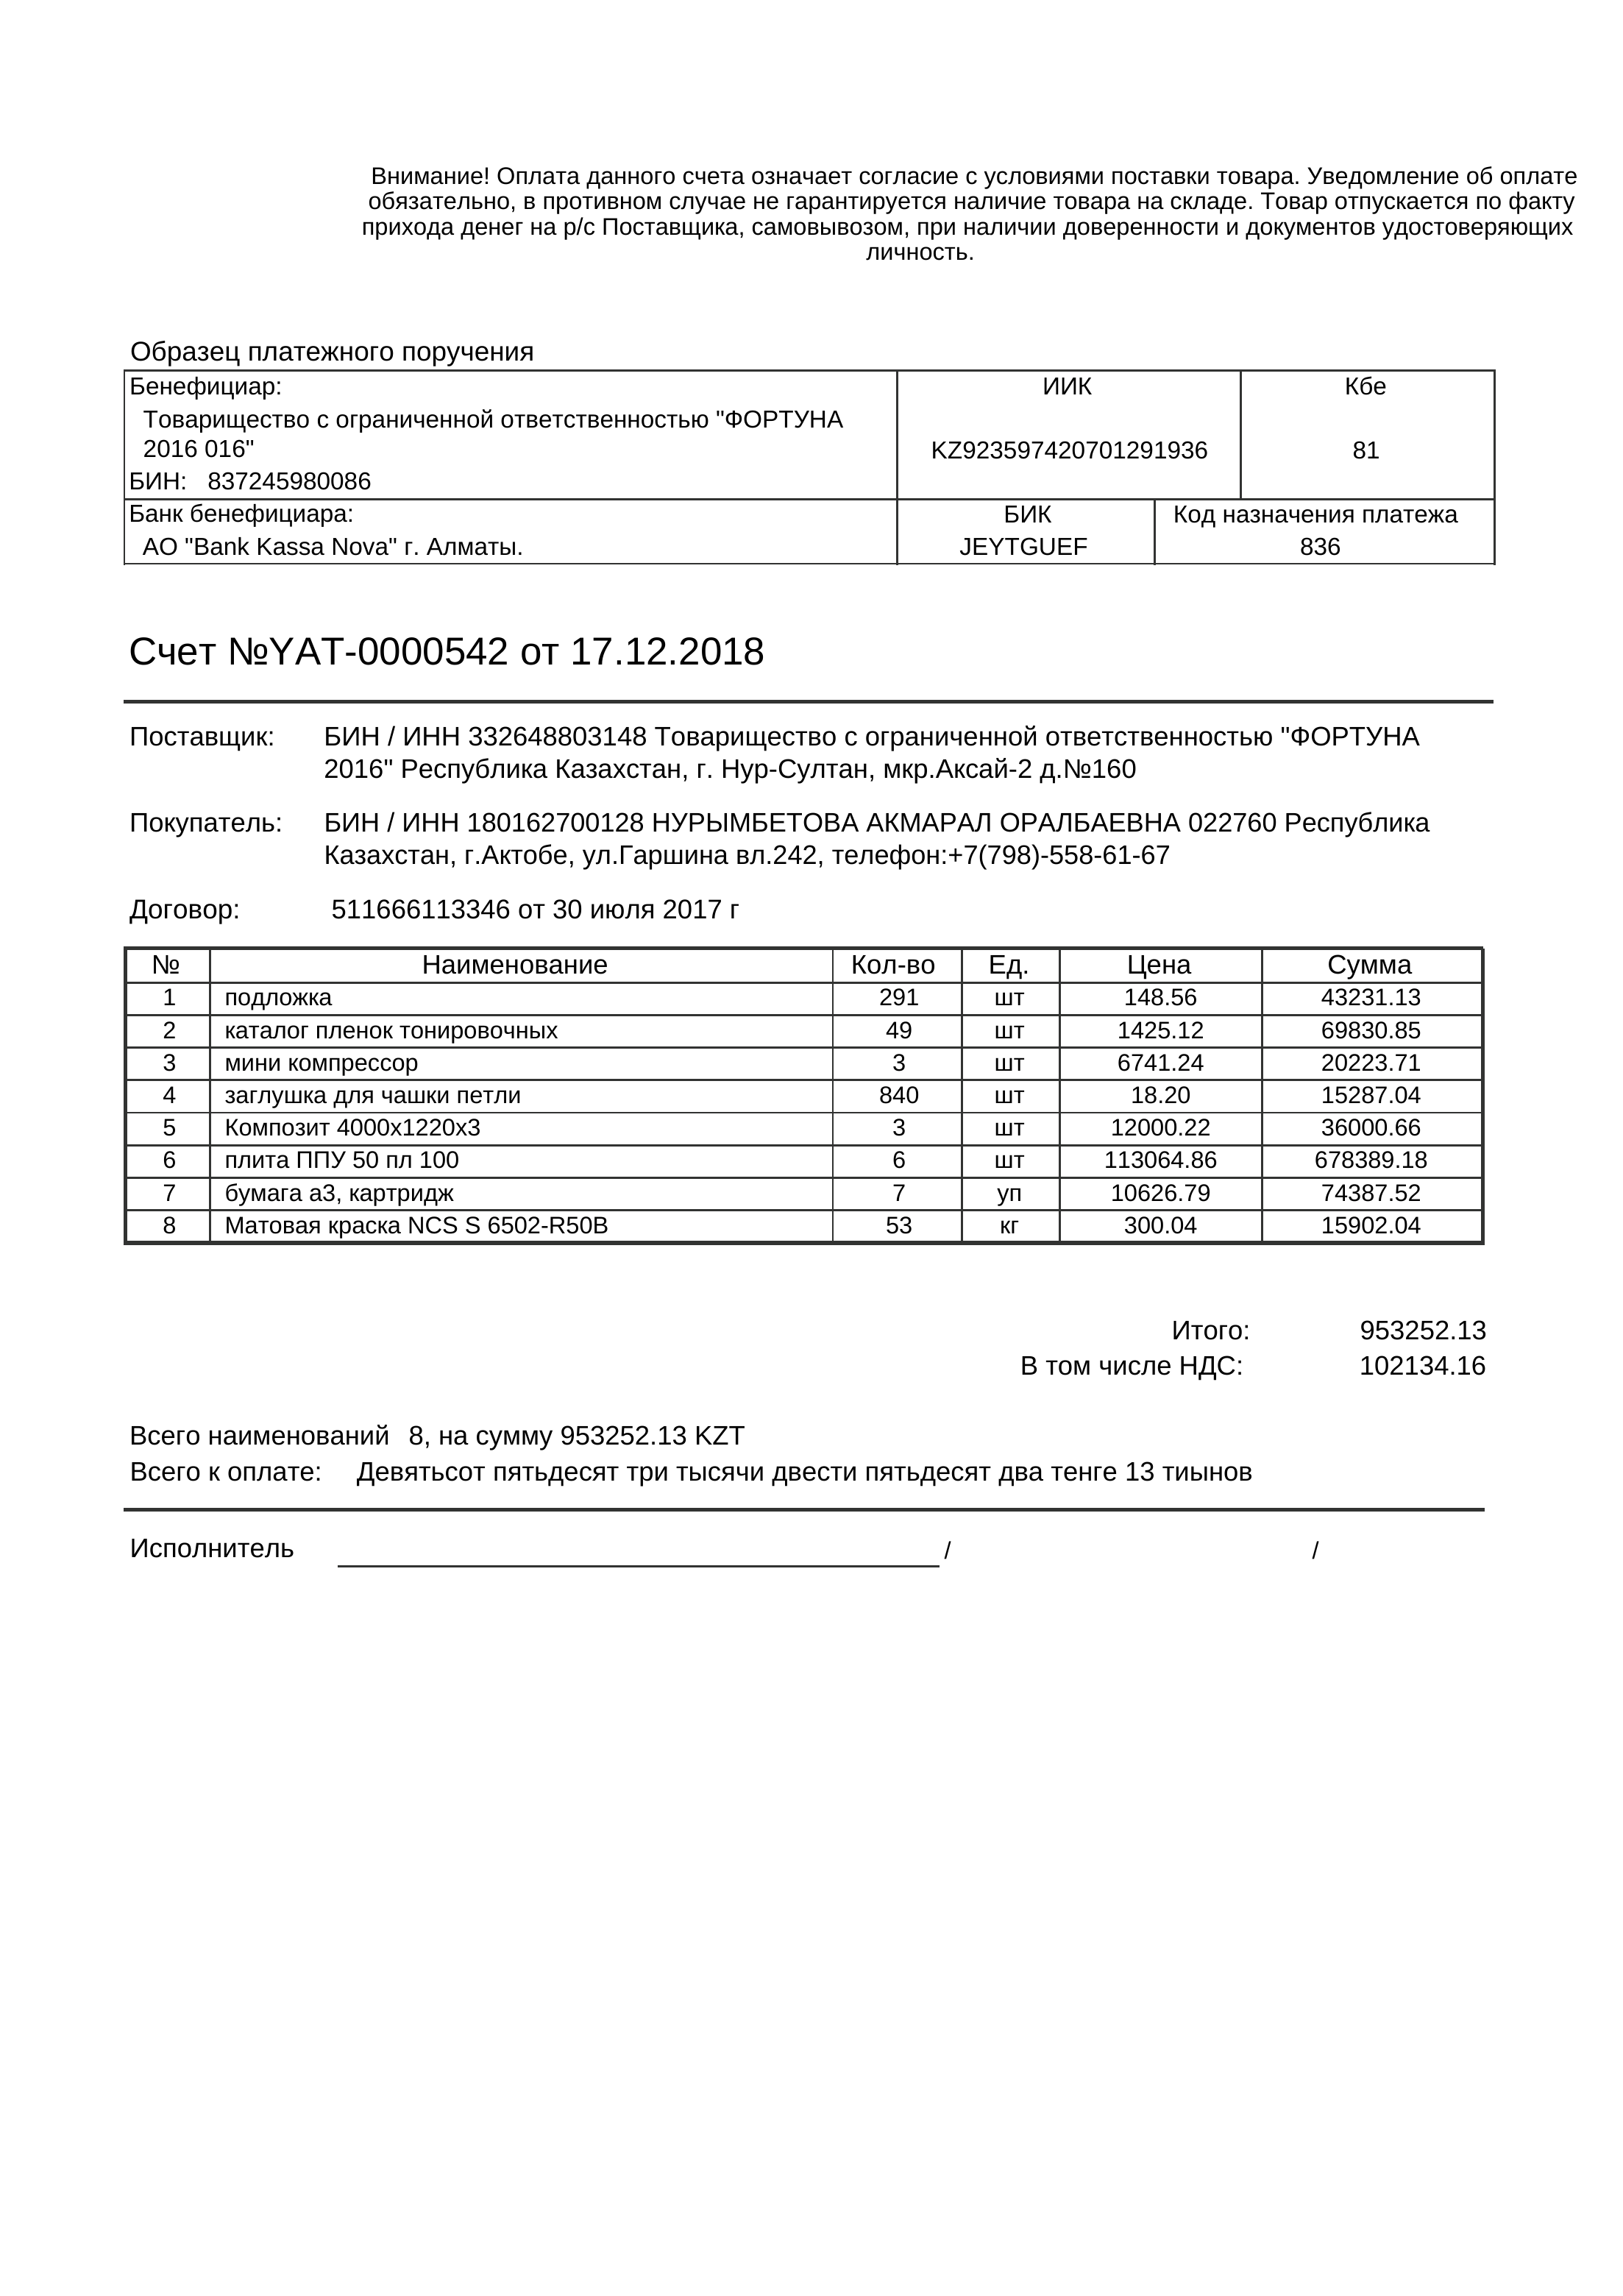 Внимание! Оплата данного счета означает согласие с условиями поставки товара. Уведомление об оплате
обязательно, в противном случае не гарантируется наличие товара на складе. Товар отпускается по факту
прихода денег на р/с Поставщика, самовывозом, при наличии доверенности и документов удостоверяющих
личность.
Образец платежного поручения
Бенефициар: ИИК Кбе
Товарищество с ограниченной ответственностью "ФОРТУНА
2016 016" KZ923597420701291936 81
БИН: 837245980086
Банк бенефициара: БИК Код назначения платежа
АО "Bank Kassa Nova" г. Алматы. JEYTGUEF 836
Счет №YAT-0000542 от 17.12.2018
Поставщик: БИН / ИНН 332648803148 Товарищество с ограниченной ответственностью "ФОРТУНА
2016" Республика Казахстан, г. Нур-Султан, мкр.Аксай-2 д.№160
Покупатель: БИН / ИНН 180162700128 НУРЫМБЕТОВА АКМАРАЛ ОРАЛБАЕВНА 022760 Республика
Казахстан, г.Актобе, ул.Гаршина вл.242, телефон:+7(798)-558-61-67
Договор: 511666113346 от 30 июля 2017 г
№ Наименование Кол-во Ед. Цена Сумма
1 подложка 291 шт 148.56 43231.13
2 каталог пленок тонировочных 49 шт 1425.12 69830.85
3 мини компрессор 3 шт 6741.24 20223.71
4 заглушка для чашки петли 840 шт 18.20 15287.04
5 Композит 4000х1220х3 3 шт 12000.22 36000.66
6 плита ППУ 50 пл 100 6 шт 113064.86 678389.18
7 бумага а3, картридж 7 уп 10626.79 74387.52
8 Матовая краска NCS S 6502-R50B 53 кг 300.04 15902.04
Итого: 953252.13
В том числе НДС: 102134.16
Всего наименований 8, на сумму 953252.13 KZT
Всего к оплате: Девятьсот пятьдесят три тысячи двести пятьдесят два тенге 13 тиынов
Исполнитель / /